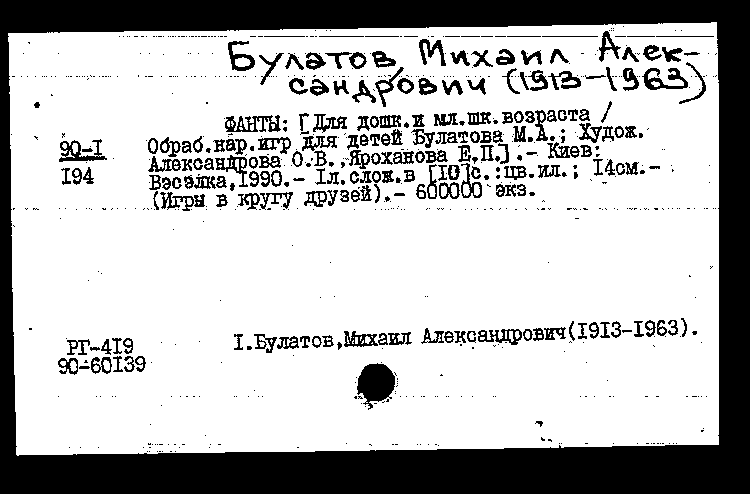 Булатов, Михаил Алек-
сандрович (1913-1963)
ФАНТЫ: [Для дошк.и мл.шк.возраста /
90-I Обраб.нар.игр для детей Булатова М.А.; Худож.
I94 Александрова О.В.,Яроханова Е.П.].- Киев:
Вэсэлка,1990.- 1л.слож.в [10]с.:цв.ил.; 14см.-
(Игры в кругу друзей).- 600000 экз.
РГ-4I9 I.Булатов,Михаил Александрович(I9I3-I963).
90-60I39